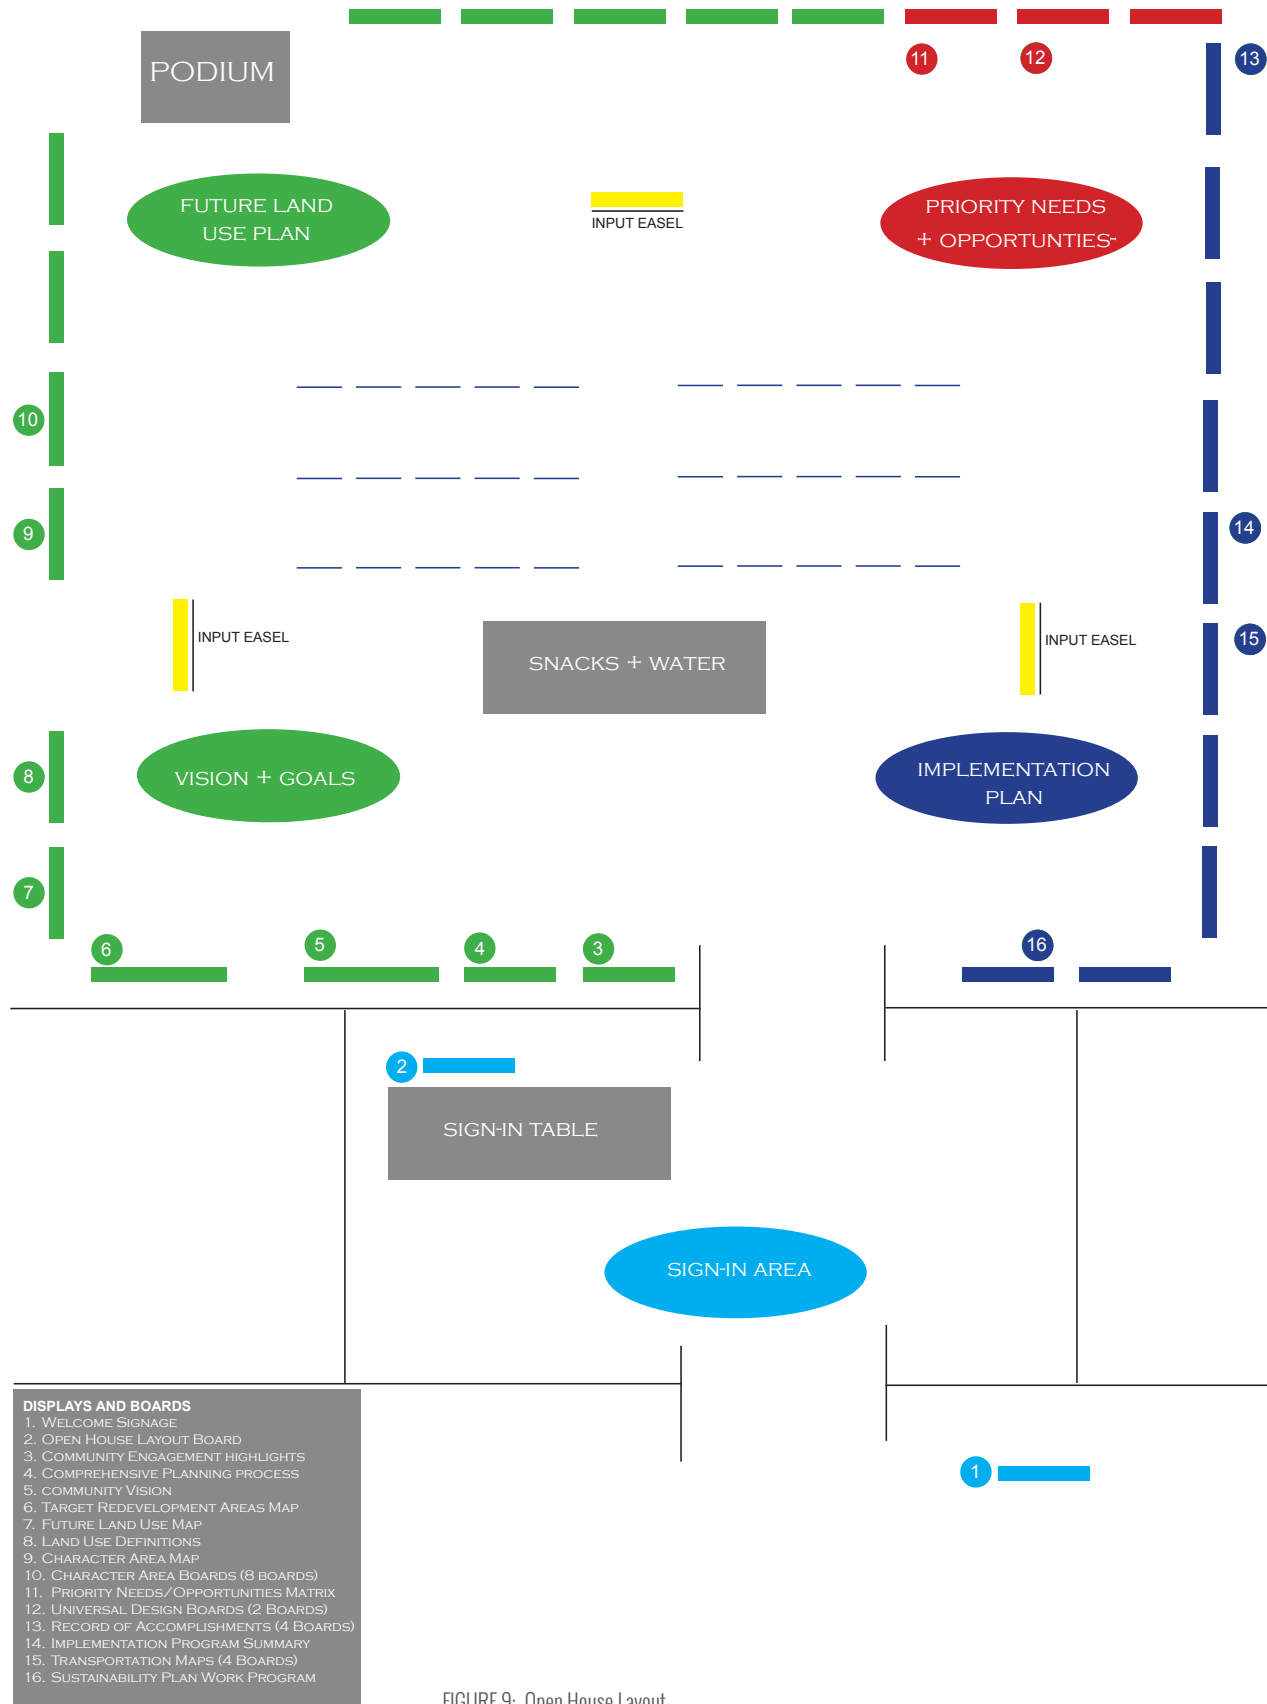 11
12
13
PODIUM
FUTURE LAND
USE PLAN
INPUT EASEL
PRIORITY NEEDS
+ OPPORTUNTIES-
10
9
14
INPUT EASEL
SNACKS + WATER
INPUT EASEL
15
8
VISION + GOALS
IMPLEMENTATION
PLAN
7
6
5
4
3
16
2
SIGN-IN TABLE
SIGN-IN AREA
1
DISPLAYS AND BOARDS
1. WELCOME SIGNAGE
2. OPEN HOUSE LAYOUT BOARD
3. COMMUNITY ENGAGEMENT HIGHLIGHTS
4. COMPREHENSIVE PLANNING PROCESS
5. COMMUNITY VISION
6. TARGET REDEVELOPMENT AREAS MAP
7. FUTURE LAND USE MAP
8. LAND USE DEFINITIONS
9. CHARACTER AREA MAP
10. CHARACTER AREA BOARDS (8 BOARDS)
11. PRIORITY NEEDS/OPPORTUNITIES MATRIX
12. UNIVERSAL DESIGN BOARDS (2 BOARDS)
13. RECORD OF ACCOMPLISHMENTS (4 BOARDS)
14. IMPLEMENTATION PROGRAM SUMMARY
15. TRANSPORTATION MAPS (4 BOARDS)
16. SUSTAINABILITY PLAN WORK PROGRAM
FIGURE 9: Open House Layout